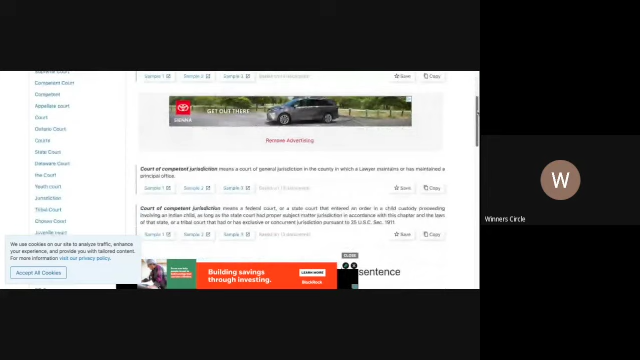 Supreme Court
Sample 1 Sample 2 Sample 3 Save Copy
Competent Court
Competent
Appellate court
Court
Ontario Court
Courts
State Court
Delaware Court
the Court
Youth court
Jurisdiction
Tribal Court
Juvenile court
TOYOTA
SIENNA
GET OUT THERE
Remove Advertising
Court of competent jurisdiction means a court of general jurisdiction in the county in which a Lawyer maintains or has maintained a
principal office.
Sample 1 Sample 2 Sample 3 Save Copy
Court of competent jurisdiction means a federal court, or a state court that entered an order in a child custody proceeding
involving an Indian child, as long as the state court had proper subject matter jurisdiction in accordance with this chapter and the laws
of that state, or a tribal court that had or has exclusive or concurrent jurisdiction pursuant to 25 U.S.C. Sec. 1911.
Sample 1 Sample 2 Sample 3 Save Copy
We use cookies on our site to analyze traffic, enhance
your experience, and provide you with tailored content.
For more information visit our privacy policy.
Accept All Cookies
CLOSE
Building savings
through investing.
LEARN MORE
BlackRock
sentence
W
Winners Circle